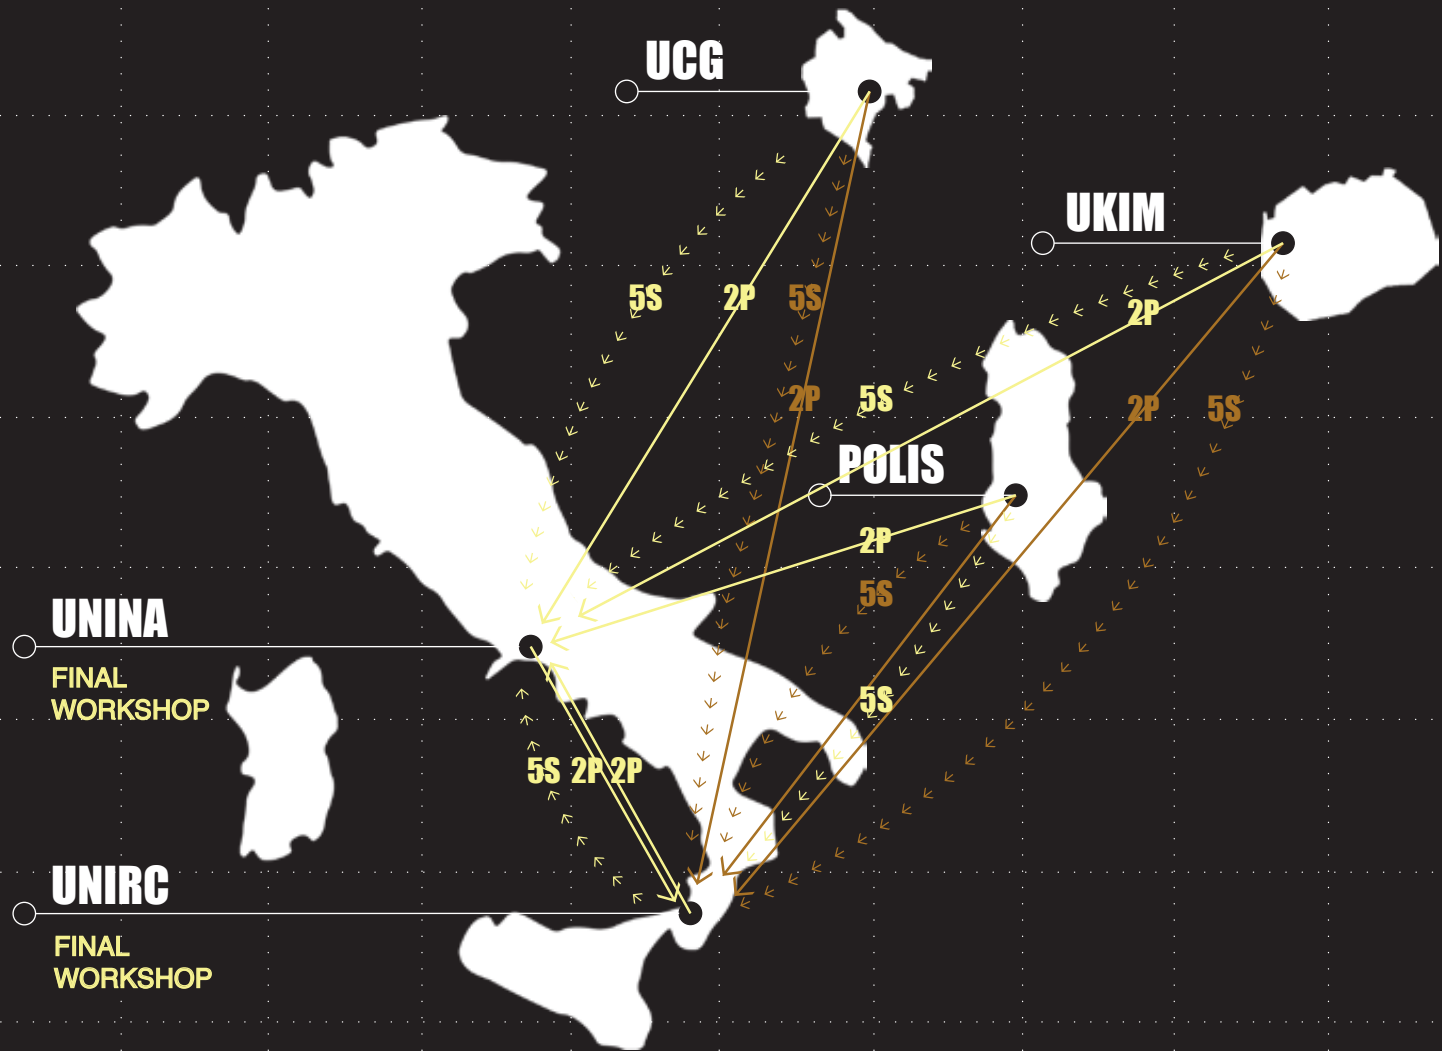 UCG
UKIM
5S
2P
5S
2P
2P
5S
2P
5S
POLIS
2P
5S
UNINA
FINAL
WORKSHOP
5S
5S
2P
2P
UNIRC
FINAL
WORKSHOP